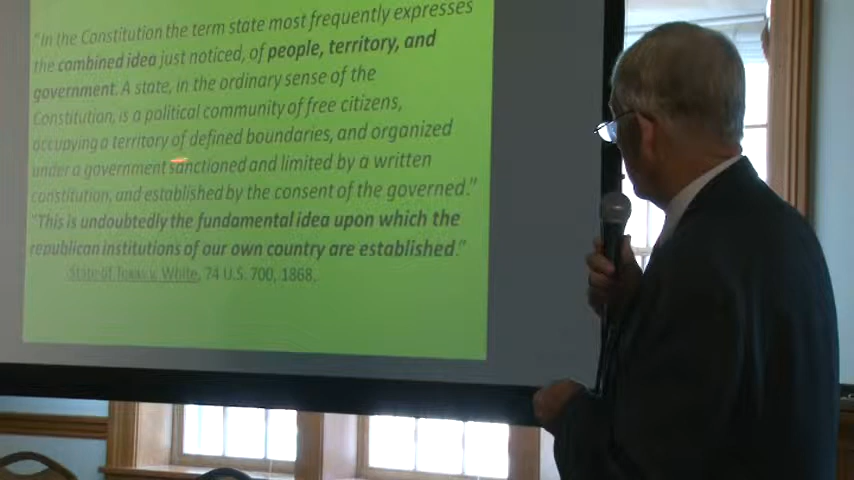 "In the Constitution the term state most frequently expresses
the combined idea just noticed, of people, territory, and
government. A state, in the ordinary sense of the
Constitution, is a political community of free citizens,
occupying a territory of defined boundaries, and organized
under a government sanctioned and limited by a written
constitution, and established by the consent of the governed."
"This is undoubtedly the fundamental idea upon which the
republican institutions of our own country are established."
State of Texas v. White, 74 U.S. 700, 1868.